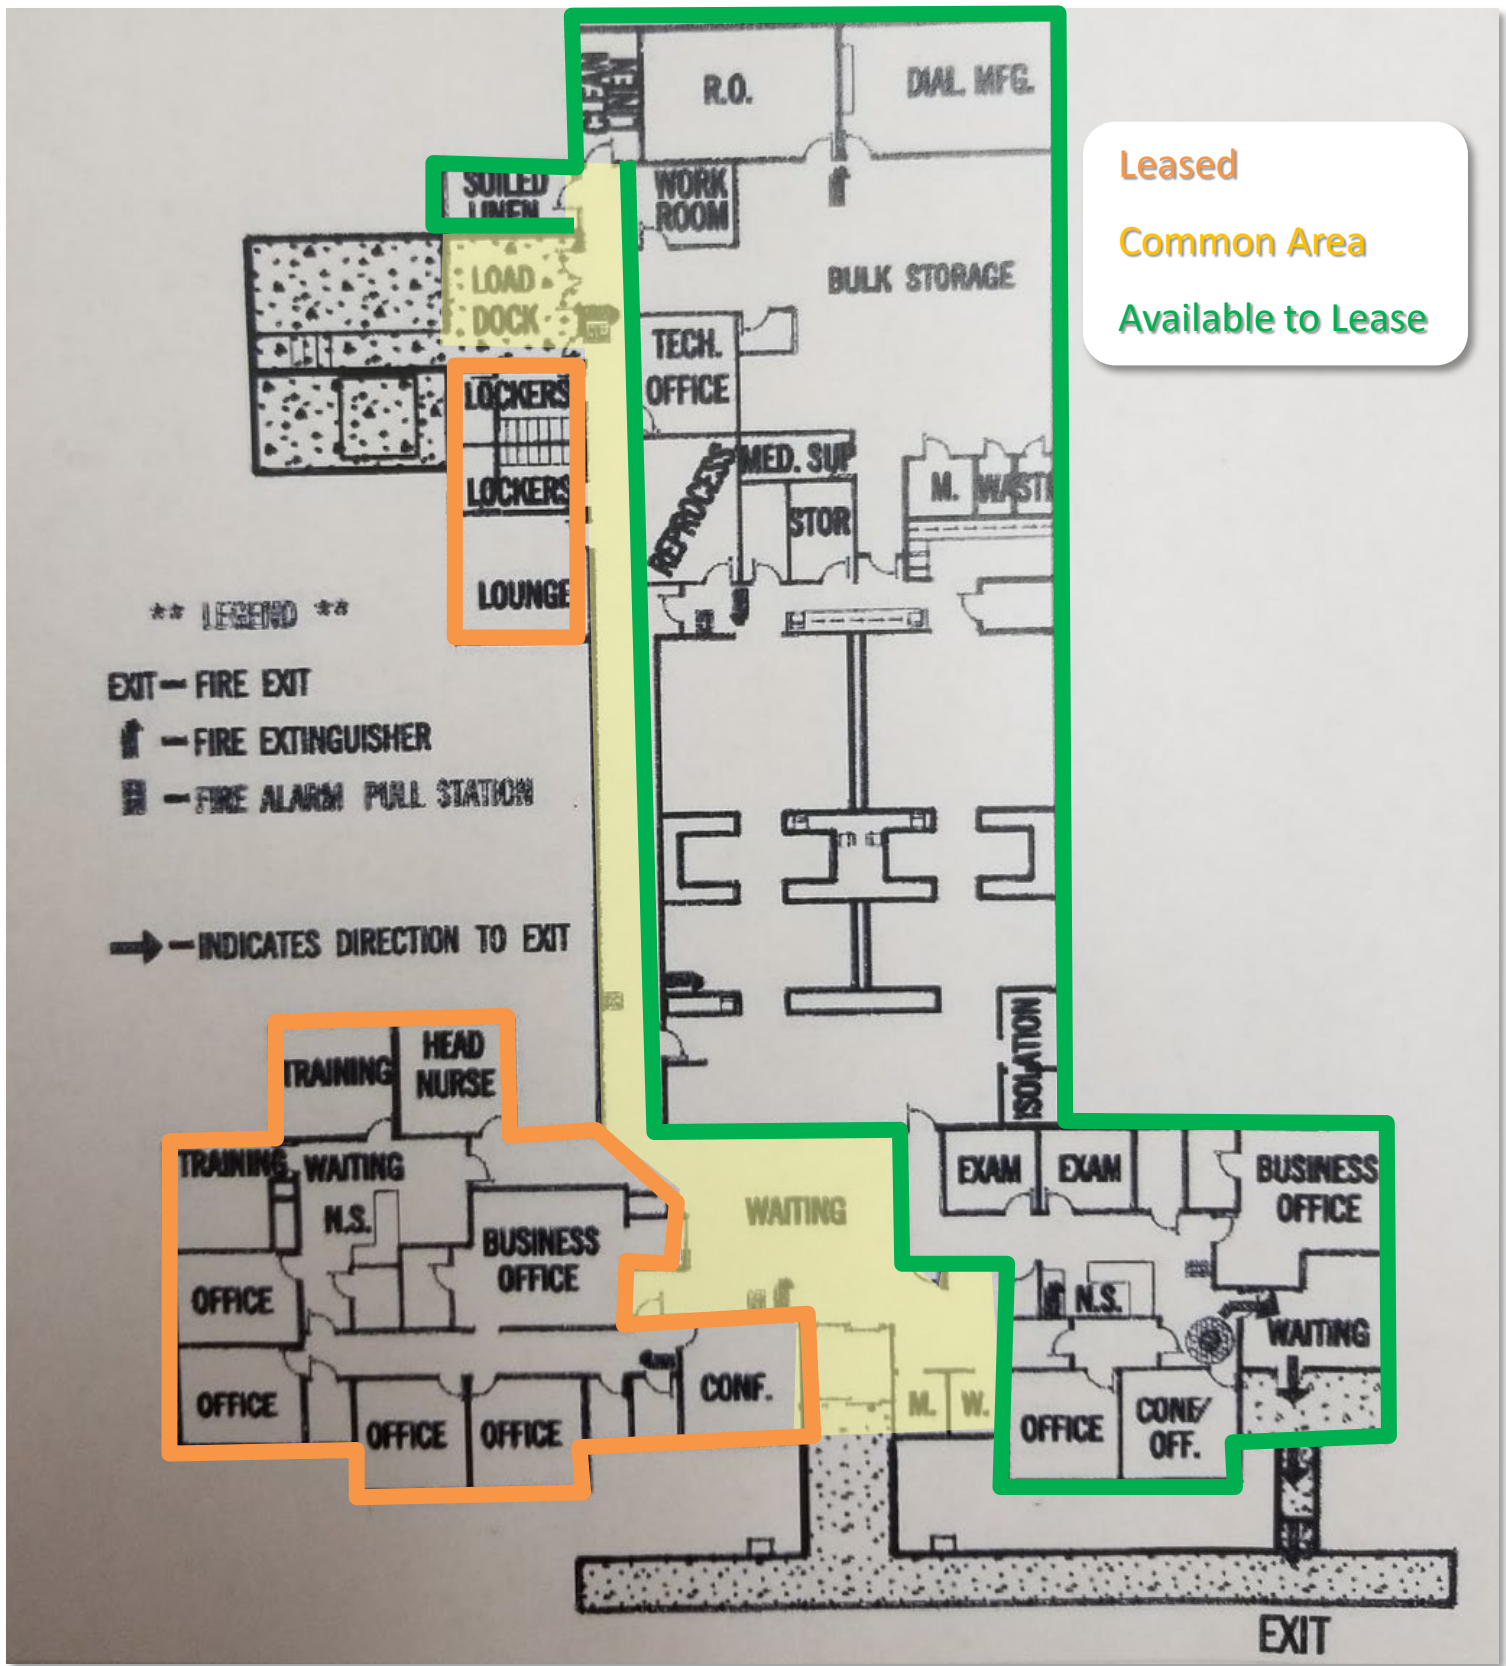 CLEAN
LINEN
R.O.
DIAL. MFG.
Leased
Common Area
Available to Lease
SOILED
LINEN
WORK
ROOM
LOAD
DOCK
BULK STORAGE
TECH.
OFFICE
LOCKERS
LOCKERS
LOUNGE
REPROCESS
MED. SUP
STOR
M.
WAST
** LEGEND **
EXIT - FIRE EXIT
- FIRE EXTINGUISHER
- FIRE ALARM PULL STATION
- INDICATES DIRECTION TO EXIT
ISOLATION
TRAINING
HEAD
NURSE
TRAINING
WAITING
N.S.
BUSINESS
OFFICE
OFFICE
OFFICE
OFFICE
OFFICE
CONF.
WAITING
M.
W.
EXAM
EXAM
BUSINESS
OFFICE
N.S.
WAITING
OFFICE
CONF/
OFF.
EXIT